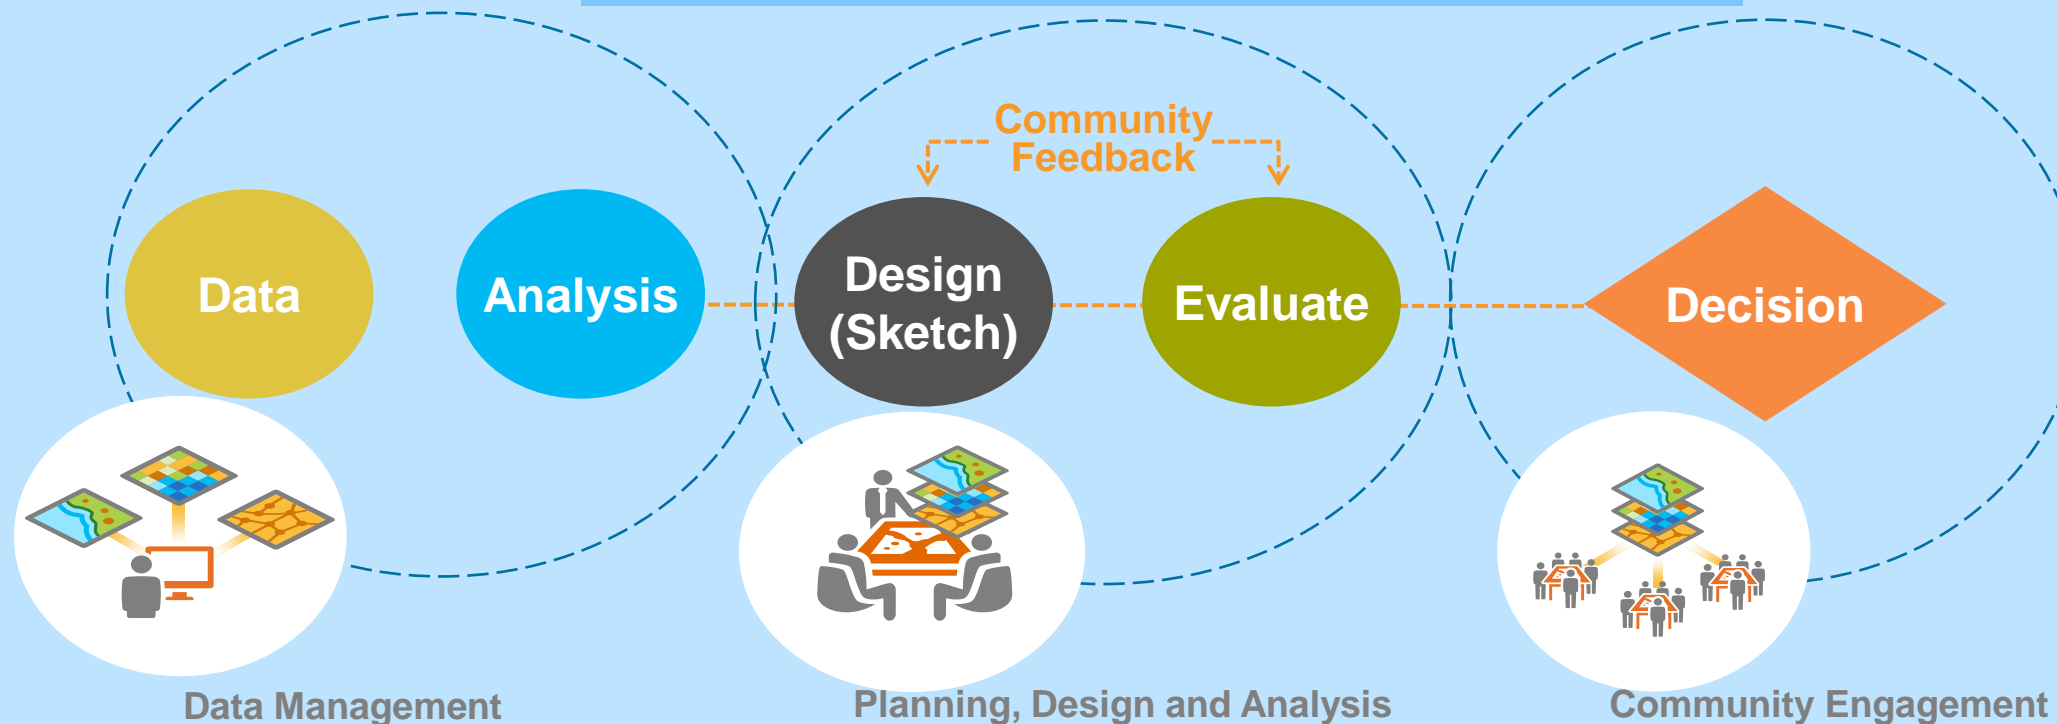 Community
Feedback
Data
Analysis
Design
(Sketch)
Evaluate
Decision
Data Management
Planning, Design and Analysis
Community Engagement